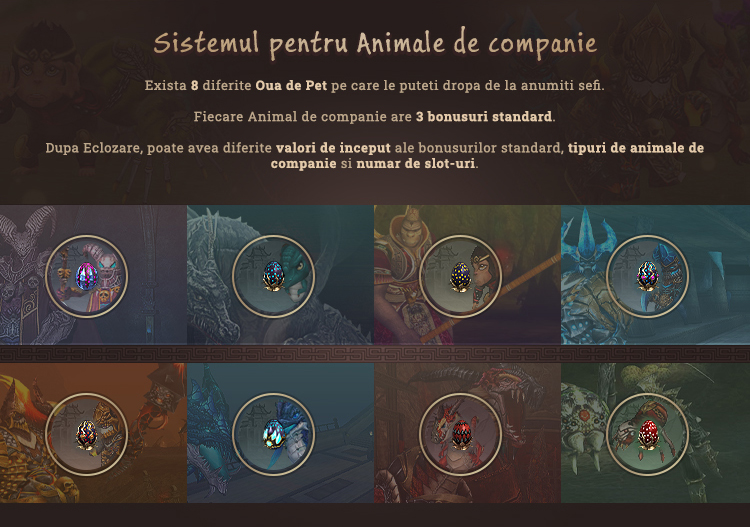 Sistemul pentru Animale de companie
Exista 8 diferite Oua de Pet pe care le puteti dropa de la anumiti sefi.
Fiecare Animal de companie are 3 bonusuri standard.
Dupa Eclozare, poate avea diferite valori de inceput ale bonusurilor standard, tipuri de animale de
companie si numar de slot-uri.